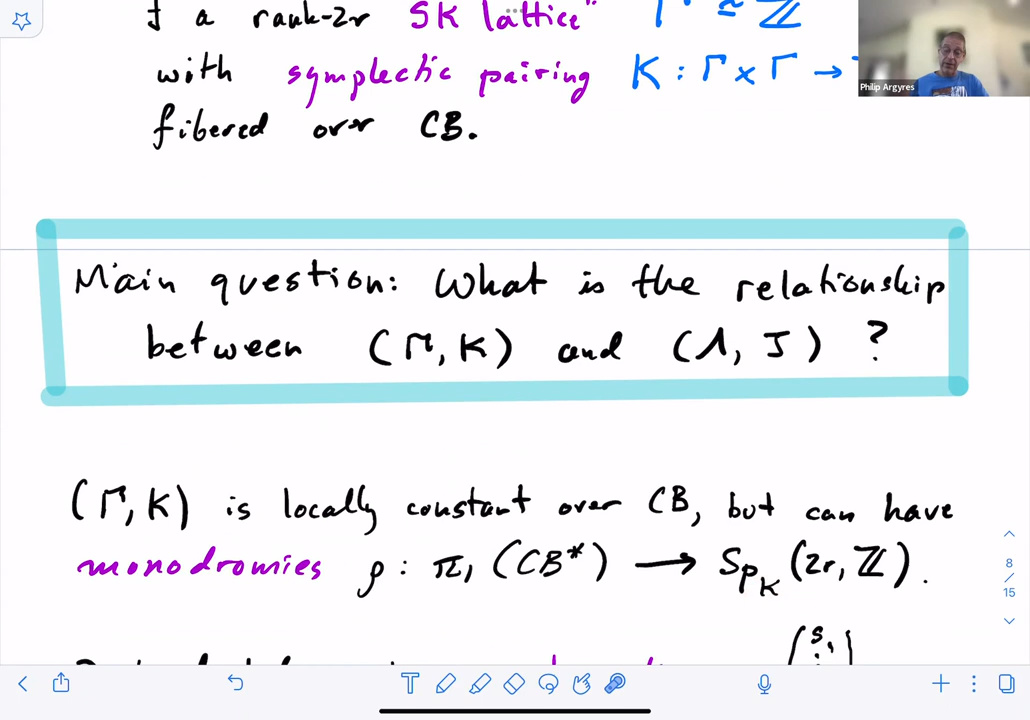 ∃ a rank-2r SK lattice" Γ ≅ ℤ
with symplectic pairing K : Γ × Γ →
fibered over CB.
Philip Argyres
Main question: What is the relationship
between (Γ, K) and (Λ, J) ?
(Γ, K) is locally constant over CB, but can have
monodromies ρ : π₁ (CB*) → Sp_K (2r, ℤ).
8
/
15
T